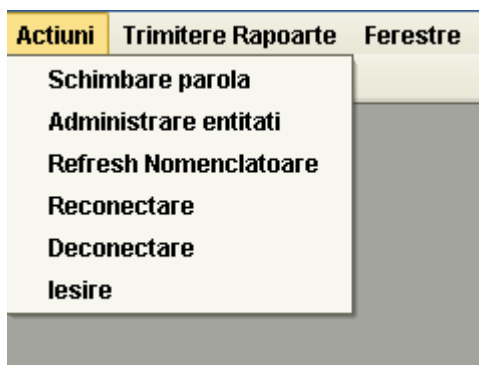 Actiuni Trimitere Rapoarte Ferestre
Schimbare parola
Administrare entitati
Refresh Nomenclatoare
Reconectare
Deconectare
Iesire